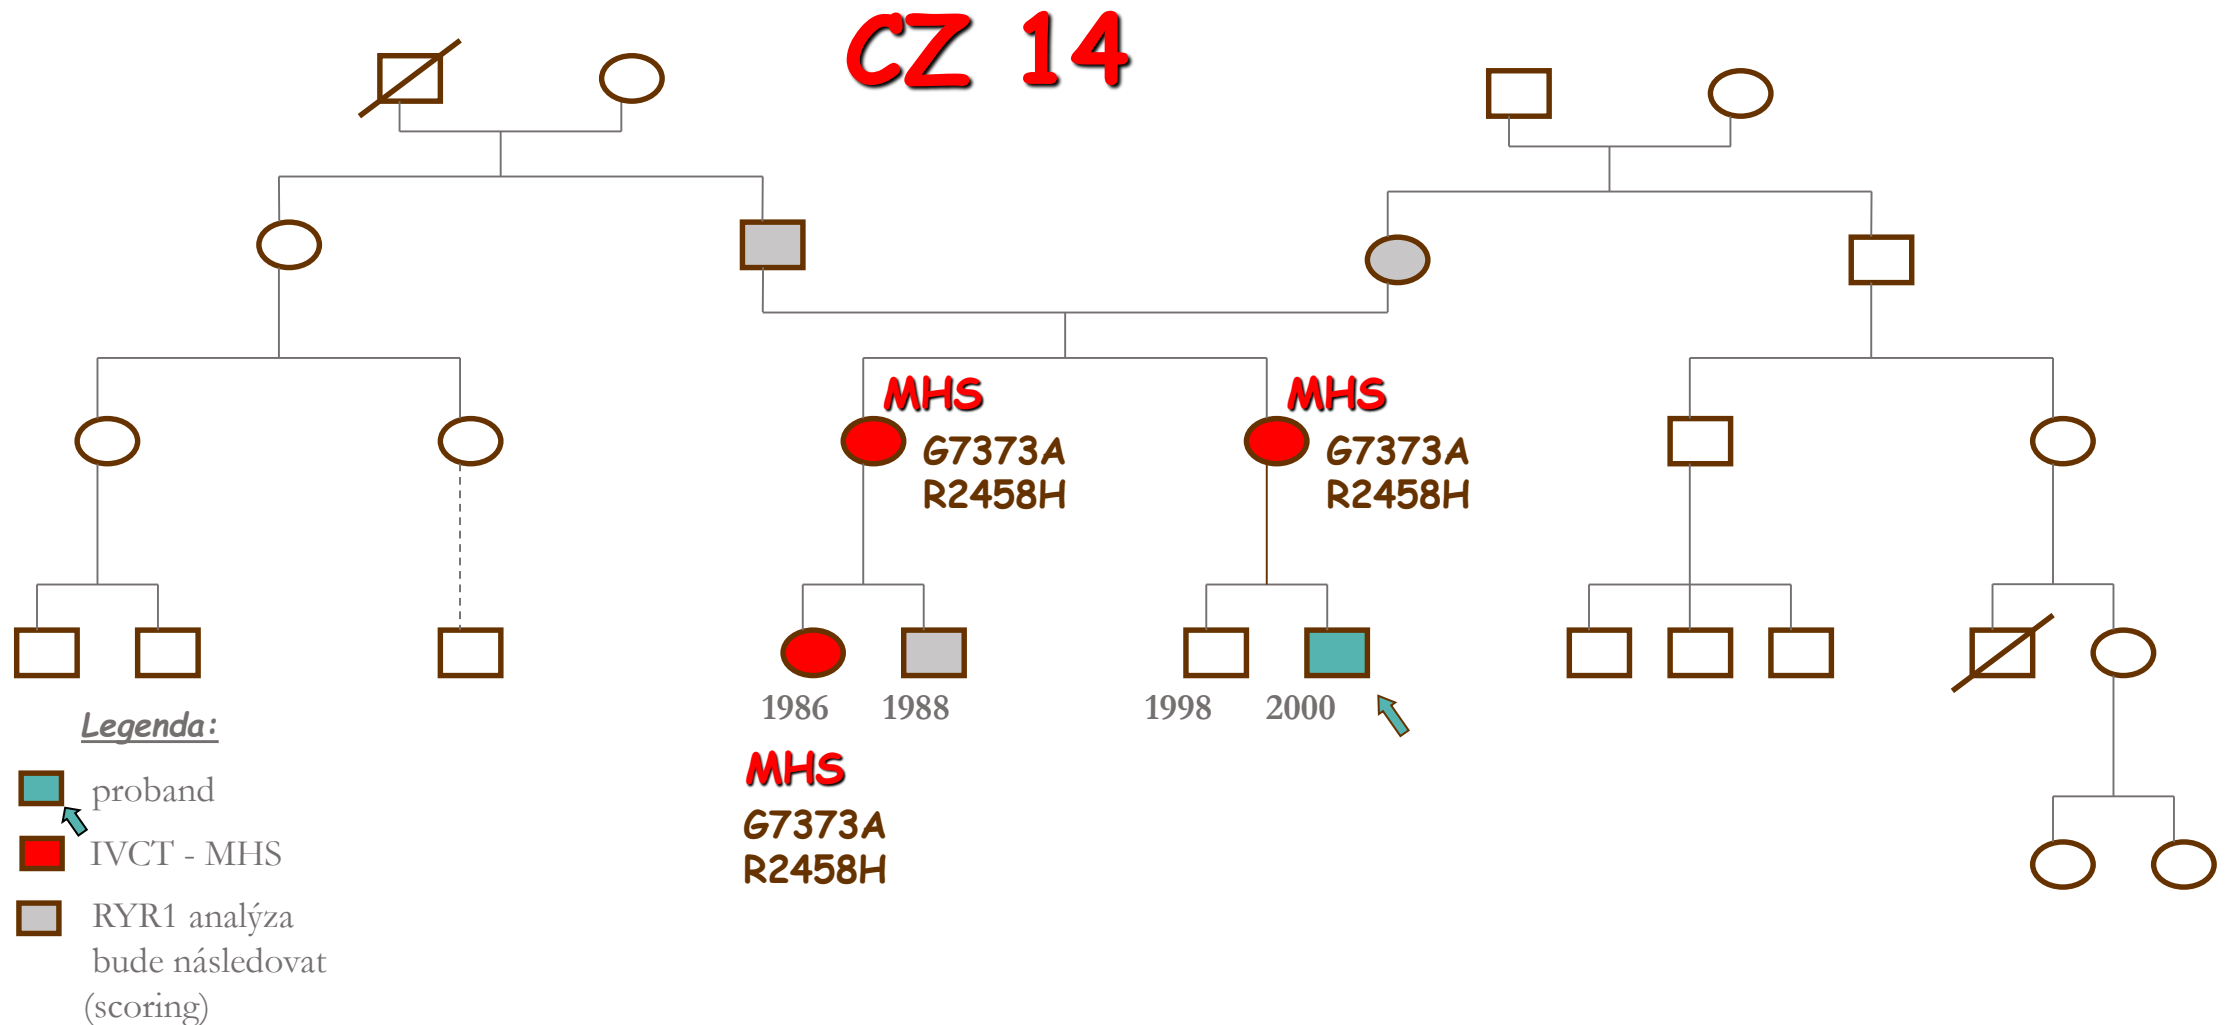 CZ 14
MHS
G7373A
R2458H
MHS
G7373A
R2458H
1986
1988
1998
2000
MHS
G7373A
R2458H
Legenda:
proband
IVCT - MHS
RYR1 analýza
bude následovat
(scoring)